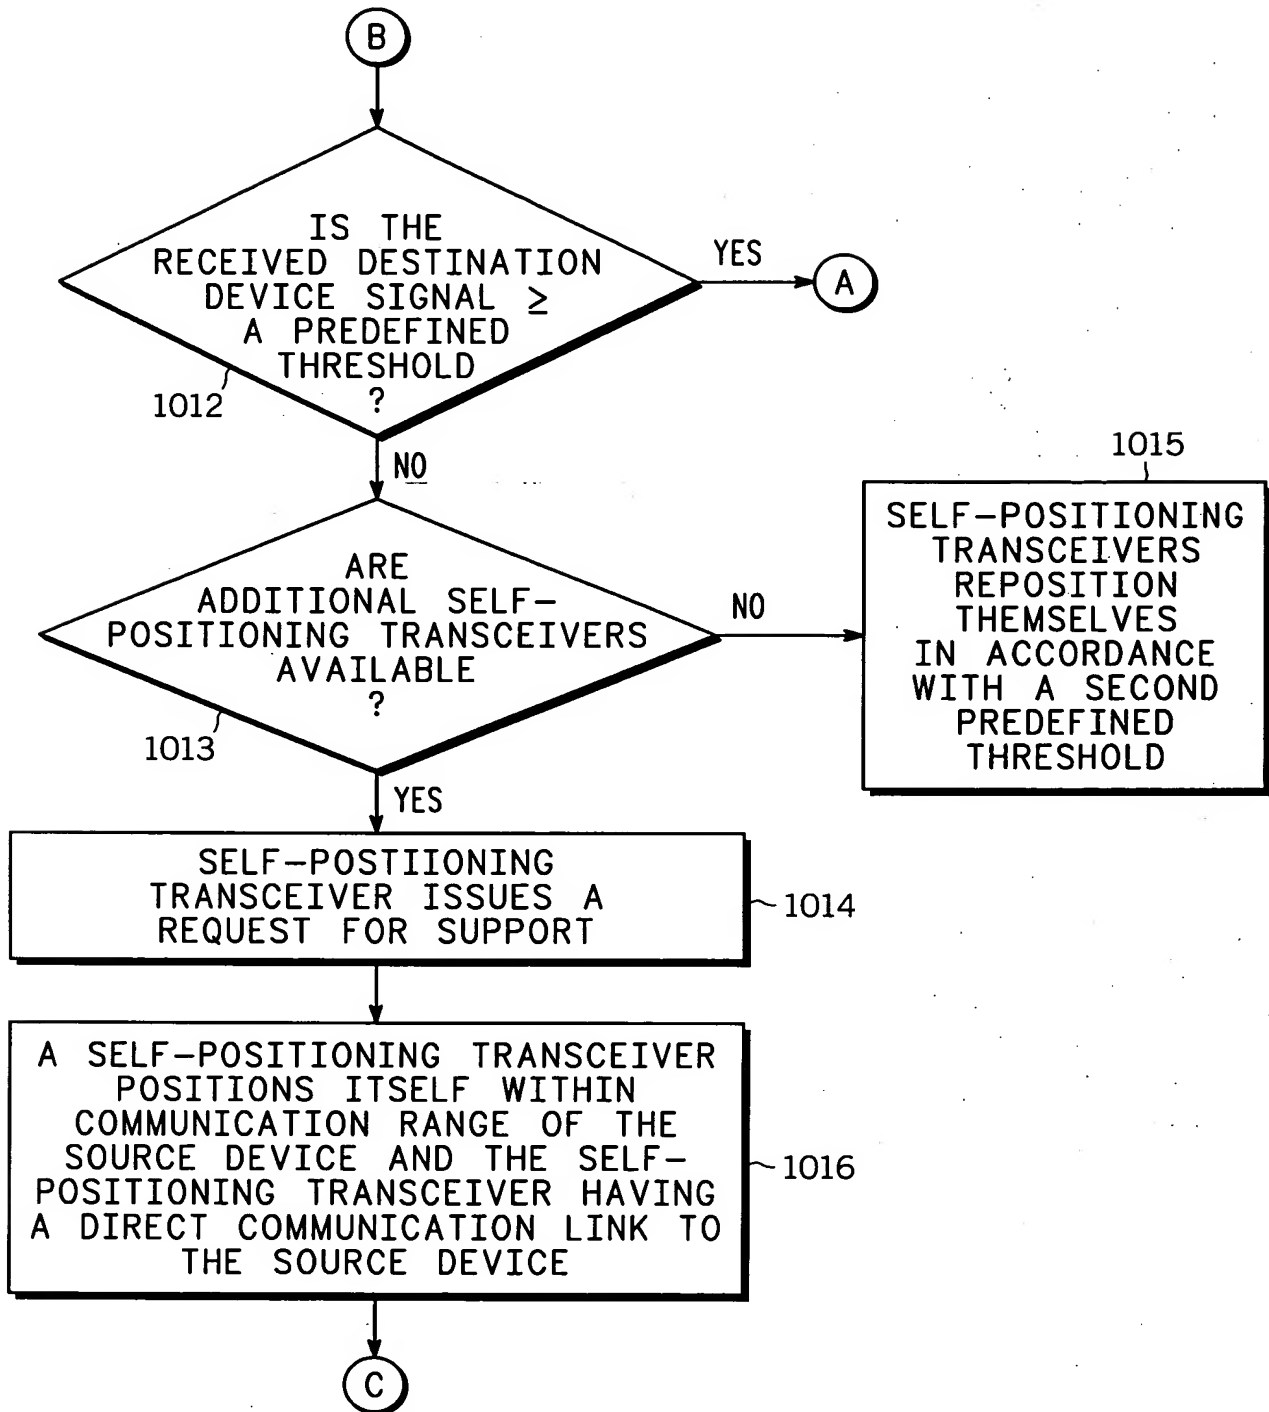 B
IS THE
RECEIVED DESTINATION
DEVICE SIGNAL ≥
A PREDEFINED
THRESHOLD
?
YES
A
1012
NO
1015
SELF-POSITIONING
TRANSCEIVERS
REPOSITION
THEMSELVES
IN ACCORDANCE
WITH A SECOND
PREDEFINED
THRESHOLD
ARE
ADDITIONAL SELF-
POSITIONING TRANSCEIVERS
AVAILABLE
?
NO
1013
YES
SELF-POSTIIONING
TRANSCEIVER ISSUES A
REQUEST FOR SUPPORT
1014
A SELF-POSITIONING TRANSCEIVER
POSITIONS ITSELF WITHIN
COMMUNICATION RANGE OF THE
SOURCE DEVICE AND THE SELF-
POSITIONING TRANSCEIVER HAVING
A DIRECT COMMUNICATION LINK TO
THE SOURCE DEVICE
1016
C